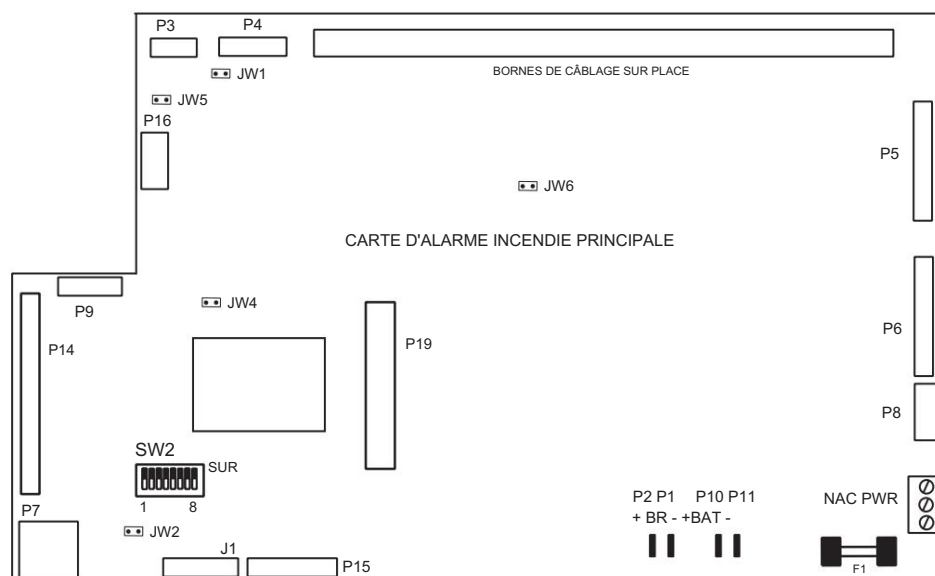 P3
P4
JW1
BORNES DE CÂBLAGE SUR PLACE
JW5
P16
P5
JW6
CARTE D'ALARME INCENDIE PRINCIPALE
JW4
P9
P14
P19
P6
P8
SW2
SUR
1 8
P7
P2 P1 P10 P11
+ BR - +BAT -
NAC PWR
JW2
J1
P15
F1